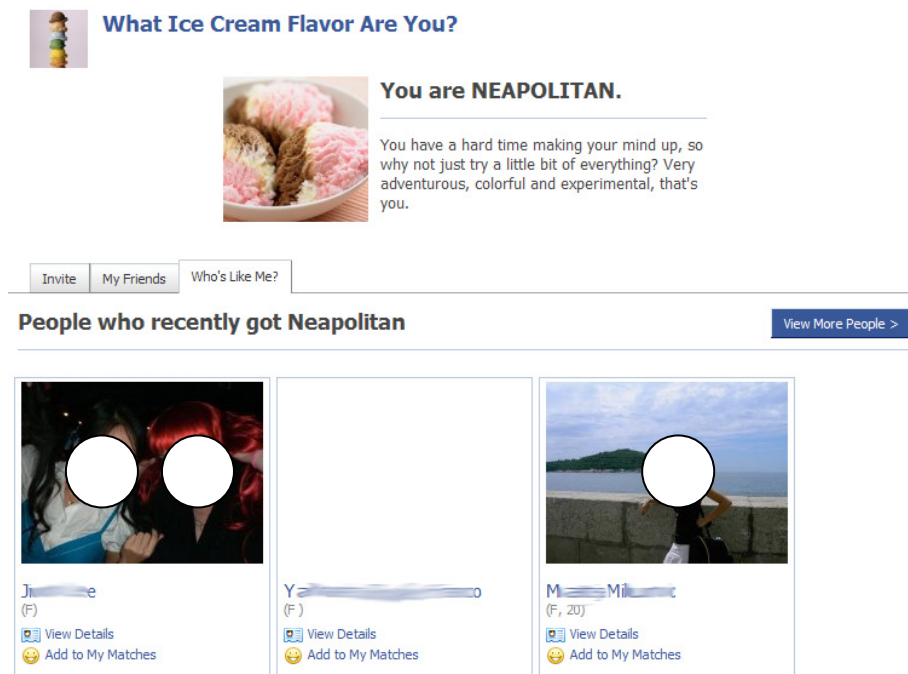 What Ice Cream Flavor Are You?
You are NEAPOLITAN.
You have a hard time making your mind up, so
why not just try a little bit of everything? Very
adventurous, colorful and experimental, that's
you.
Invite
My Friends
Who's Like Me?
People who recently got Neapolitan
View More People >
(F)
(F )
(F, 20)
View Details
View Details
View Details
Add to My Matches
Add to My Matches
Add to My Matches